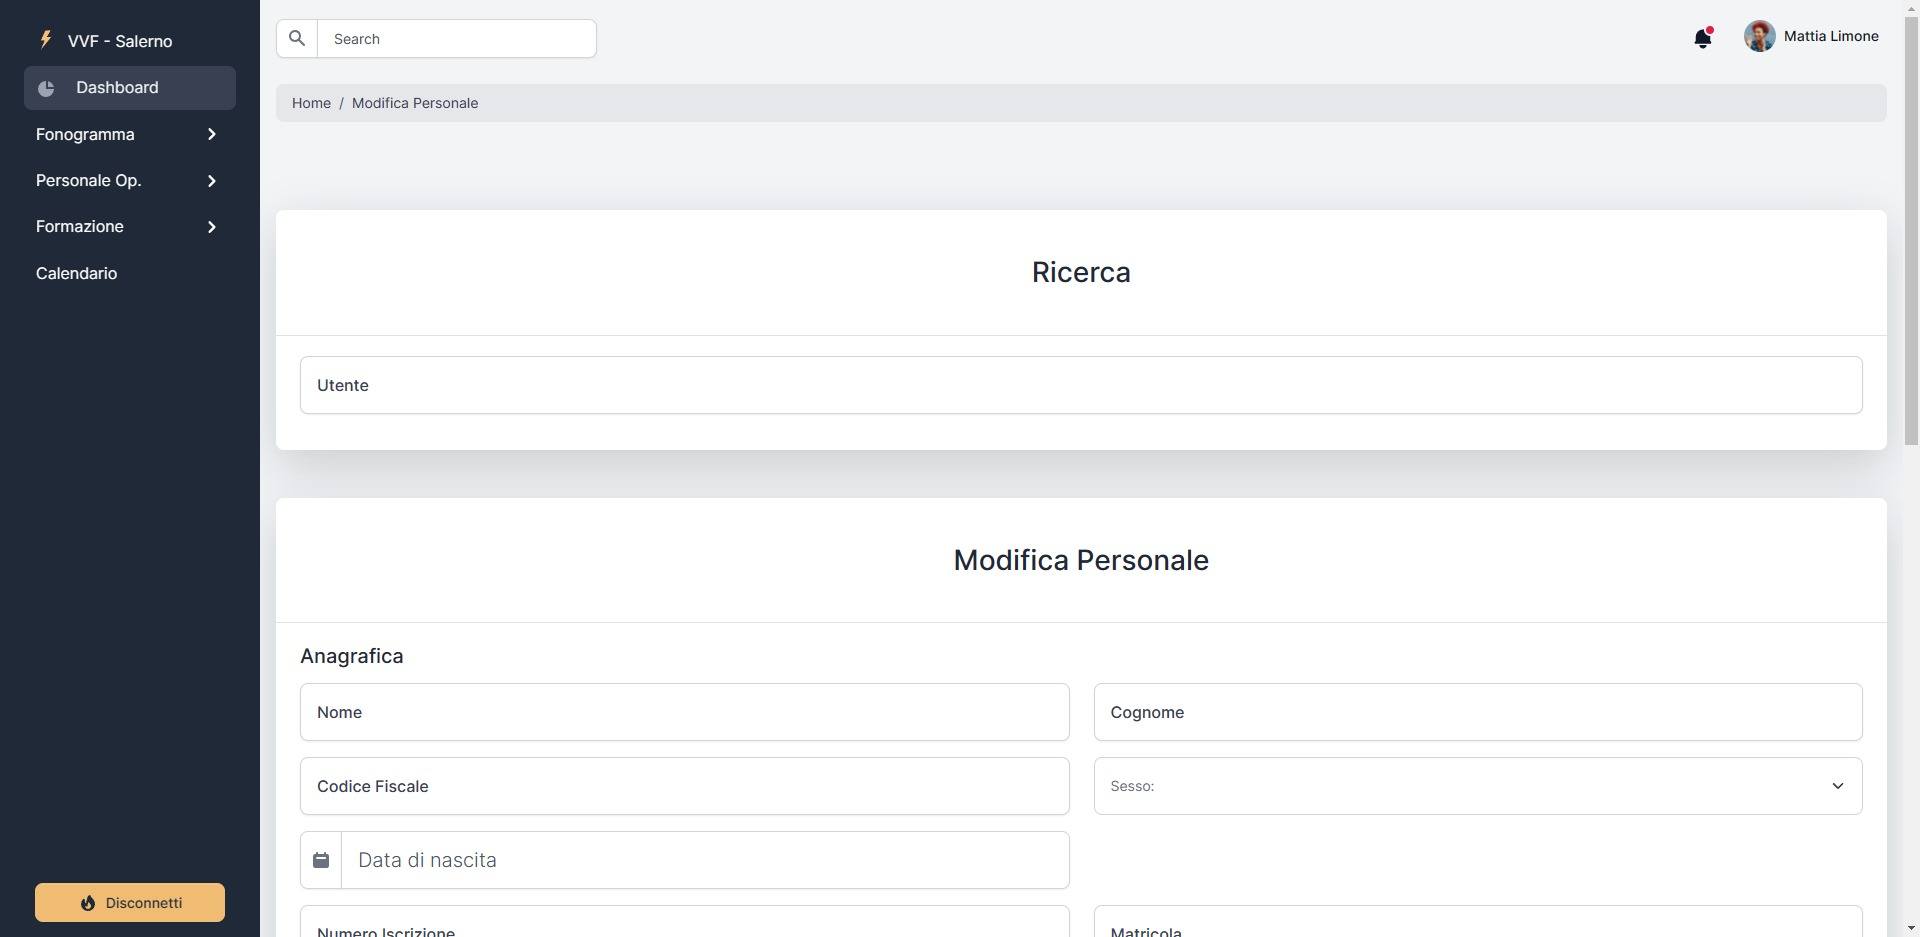 VVF - Salerno
Dashboard
Fonogramma
Personale Op.
Formazione
Calendario
Disconnetti
Search
Mattia Limone
Home / Modifica Personale
Ricerca
Utente
Modifica Personale
Anagrafica
Nome
Cognome
Codice Fiscale
Sesso:
Data di nascita
Numero Iscrizione
Matricola